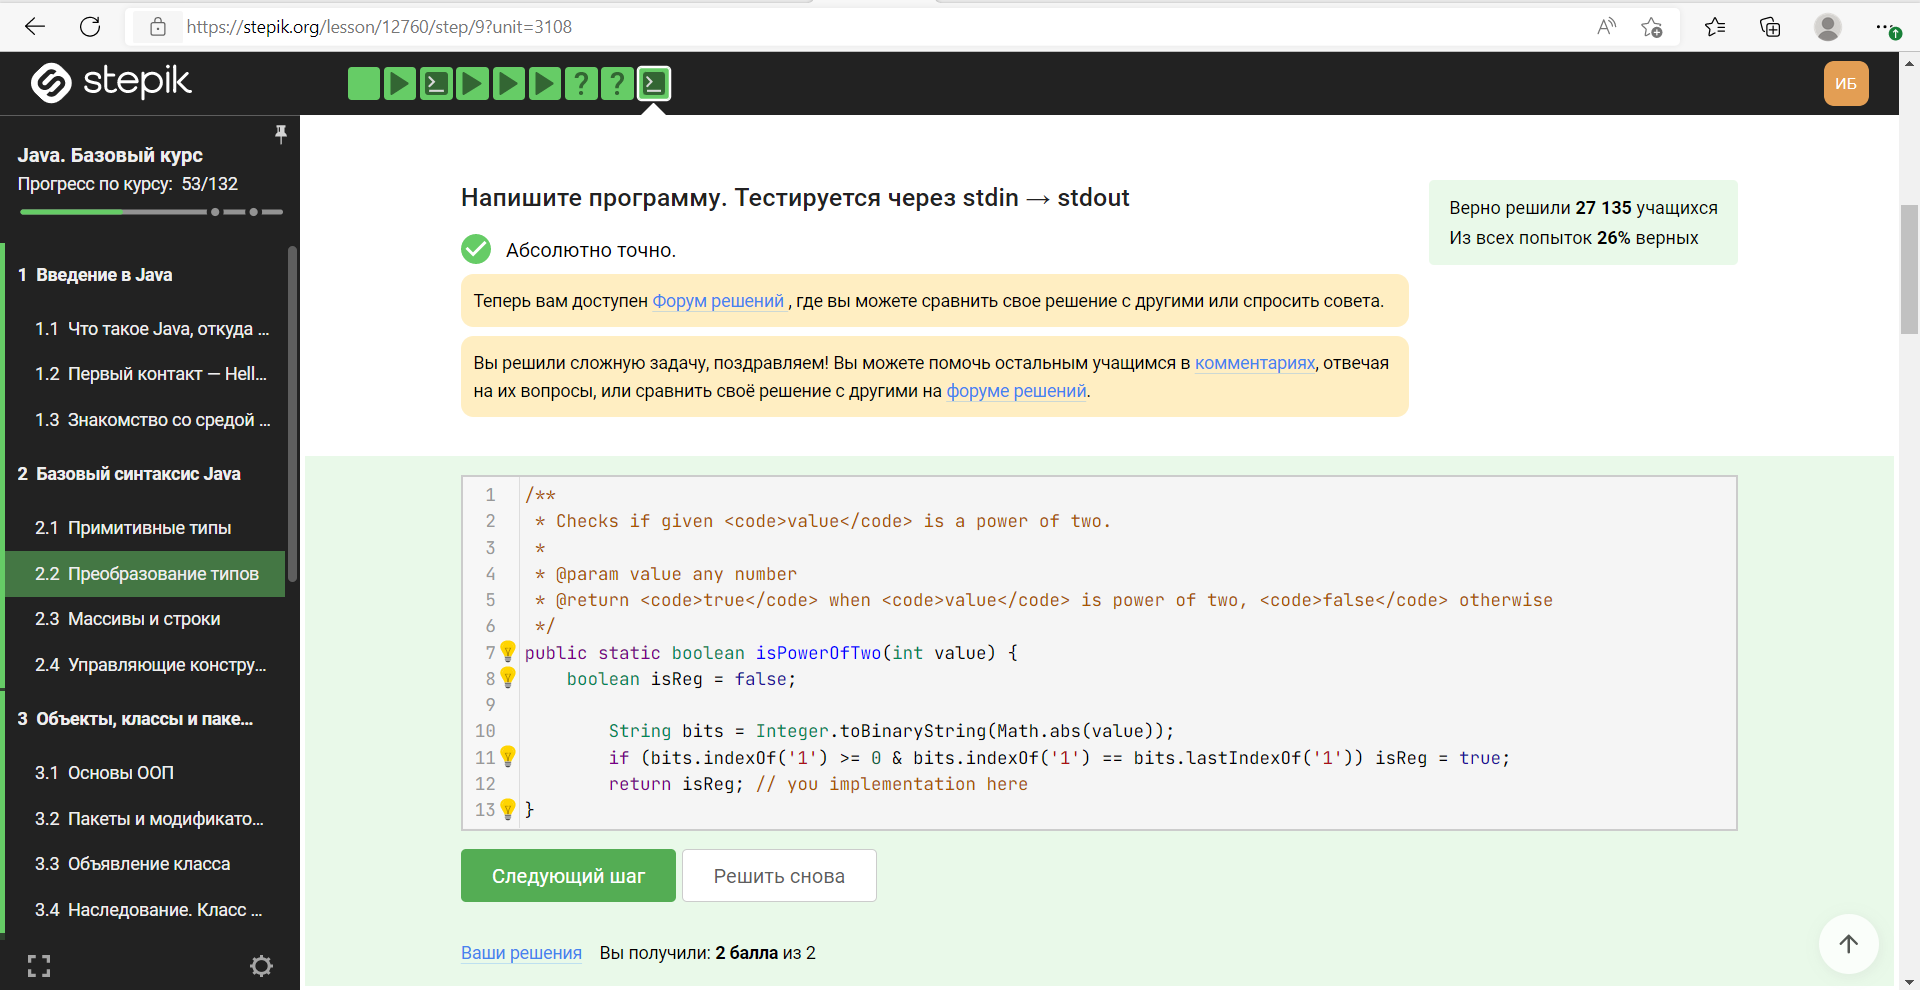 https://stepik.org/lesson/12760/step/9?unit=3108
stepik
ИБ
Java. Базовый курс
Прогресс по курсу: 53/132
1 Введение в Java
1.1 Что такое Java, откуда ...
1.2 Первый контакт — Hell...
1.3 Знакомство со средой ...
2 Базовый синтаксис Java
2.1 Примитивные типы
2.2 Преобразование типов
2.3 Массивы и строки
2.4 Управляющие констру...
3 Объекты, классы и паке...
3.1 Основы ООП
3.2 Пакеты и модификато...
3.3 Объявление класса
3.4 Наследование. Класс ...
Напишите программу. Тестируется через stdin → stdout
Абсолютно точно.
Теперь вам доступен Форум решений , где вы можете сравнить свое решение с другими или спросить совета.
Вы решили сложную задачу, поздравляем! Вы можете помочь остальным учащимся в комментариях, отвечая
на их вопросы, или сравнить своё решение с другими на форуме решений.
Верно решили 27 135 учащихся
Из всех попыток 26% верных
1 /**
2  * Checks if given <code>value</code> is a power of two.
3  *
4  * @param value any number
5  * @return <code>true</code> when <code>value</code> is power of two, <code>false</code> otherwise
6  */
7 public static boolean isPowerOfTwo(int value) {
8     boolean isReg = false;
9
10         String bits = Integer.toBinaryString(Math.abs(value));
11         if (bits.indexOf('1') >= 0 & bits.indexOf('1') == bits.lastIndexOf('1')) isReg = true;
12         return isReg; // you implementation here
13 }
Следующий шаг
Решить снова
Ваши решения Вы получили: 2 балла из 2